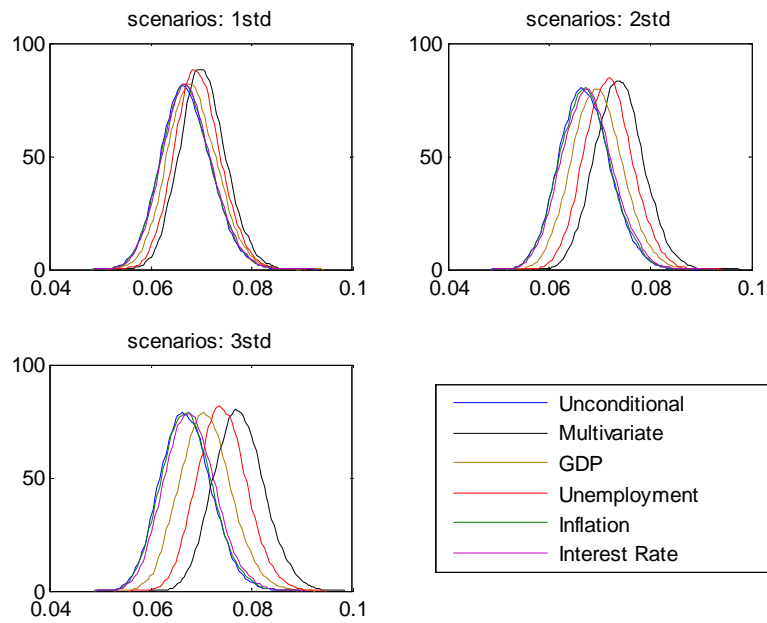 scenarios: 1std
100
50
0
0.04 0.06 0.08 0.1
scenarios: 2std
100
50
0
0.04 0.06 0.08 0.1
scenarios: 3std
100
50
0
0.04 0.06 0.08 0.1
Unconditional
Multivariate
GDP
Unemployment
Inflation
Interest Rate